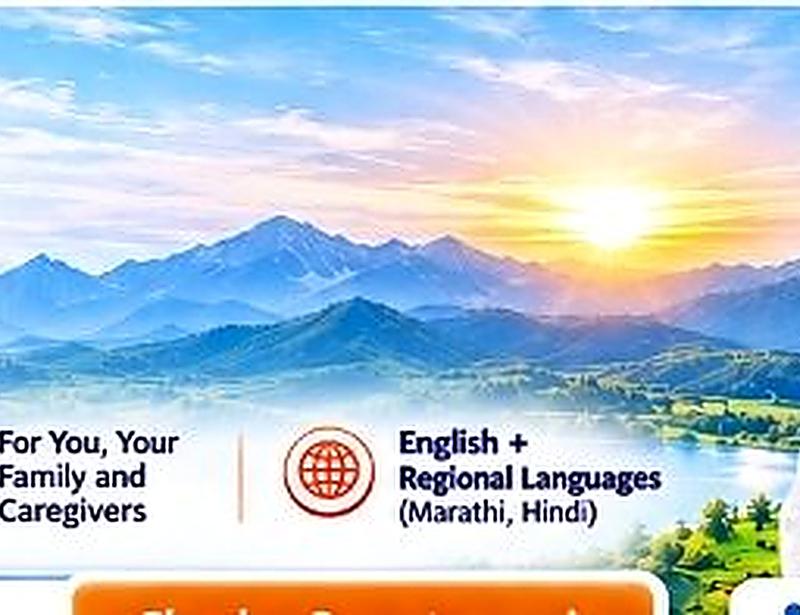 For You, Your
Family and
Caregivers
English +
Regional Languages
(Marathi, Hindi)